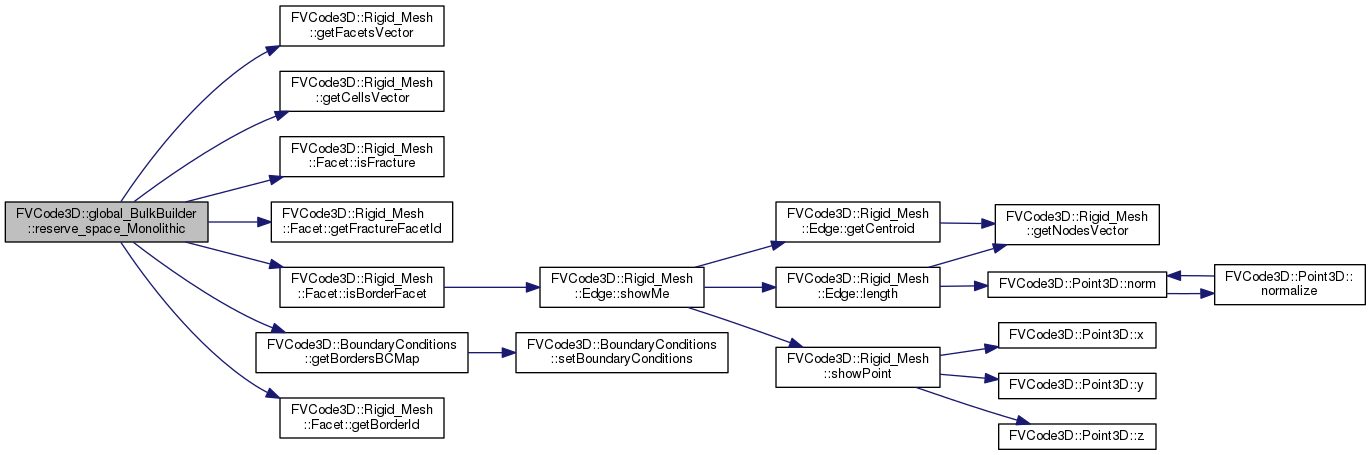 FVCode3D::global_BulkBuilder
::reserve_space_Monolithic
FVCode3D::Rigid_Mesh
::getFacetsVector
FVCode3D::Rigid_Mesh
::getCellsVector
FVCode3D::Rigid_Mesh
::Facet::isFracture
FVCode3D::Rigid_Mesh
::Facet::getFractureFacetId
FVCode3D::Rigid_Mesh
::Facet::isBorderFacet
FVCode3D::BoundaryConditions
::getBordersBCMap
FVCode3D::Rigid_Mesh
::Facet::getBorderId
FVCode3D::Rigid_Mesh
::Edge::showMe
FVCode3D::BoundaryConditions
::setBoundaryConditions
FVCode3D::Rigid_Mesh
::Edge::getCentroid
FVCode3D::Rigid_Mesh
::Edge::length
FVCode3D::Rigid_Mesh
::showPoint
FVCode3D::Rigid_Mesh
::getNodesVector
FVCode3D::Point3D::norm
FVCode3D::Point3D::
normalize
FVCode3D::Point3D::x
FVCode3D::Point3D::y
FVCode3D::Point3D::z